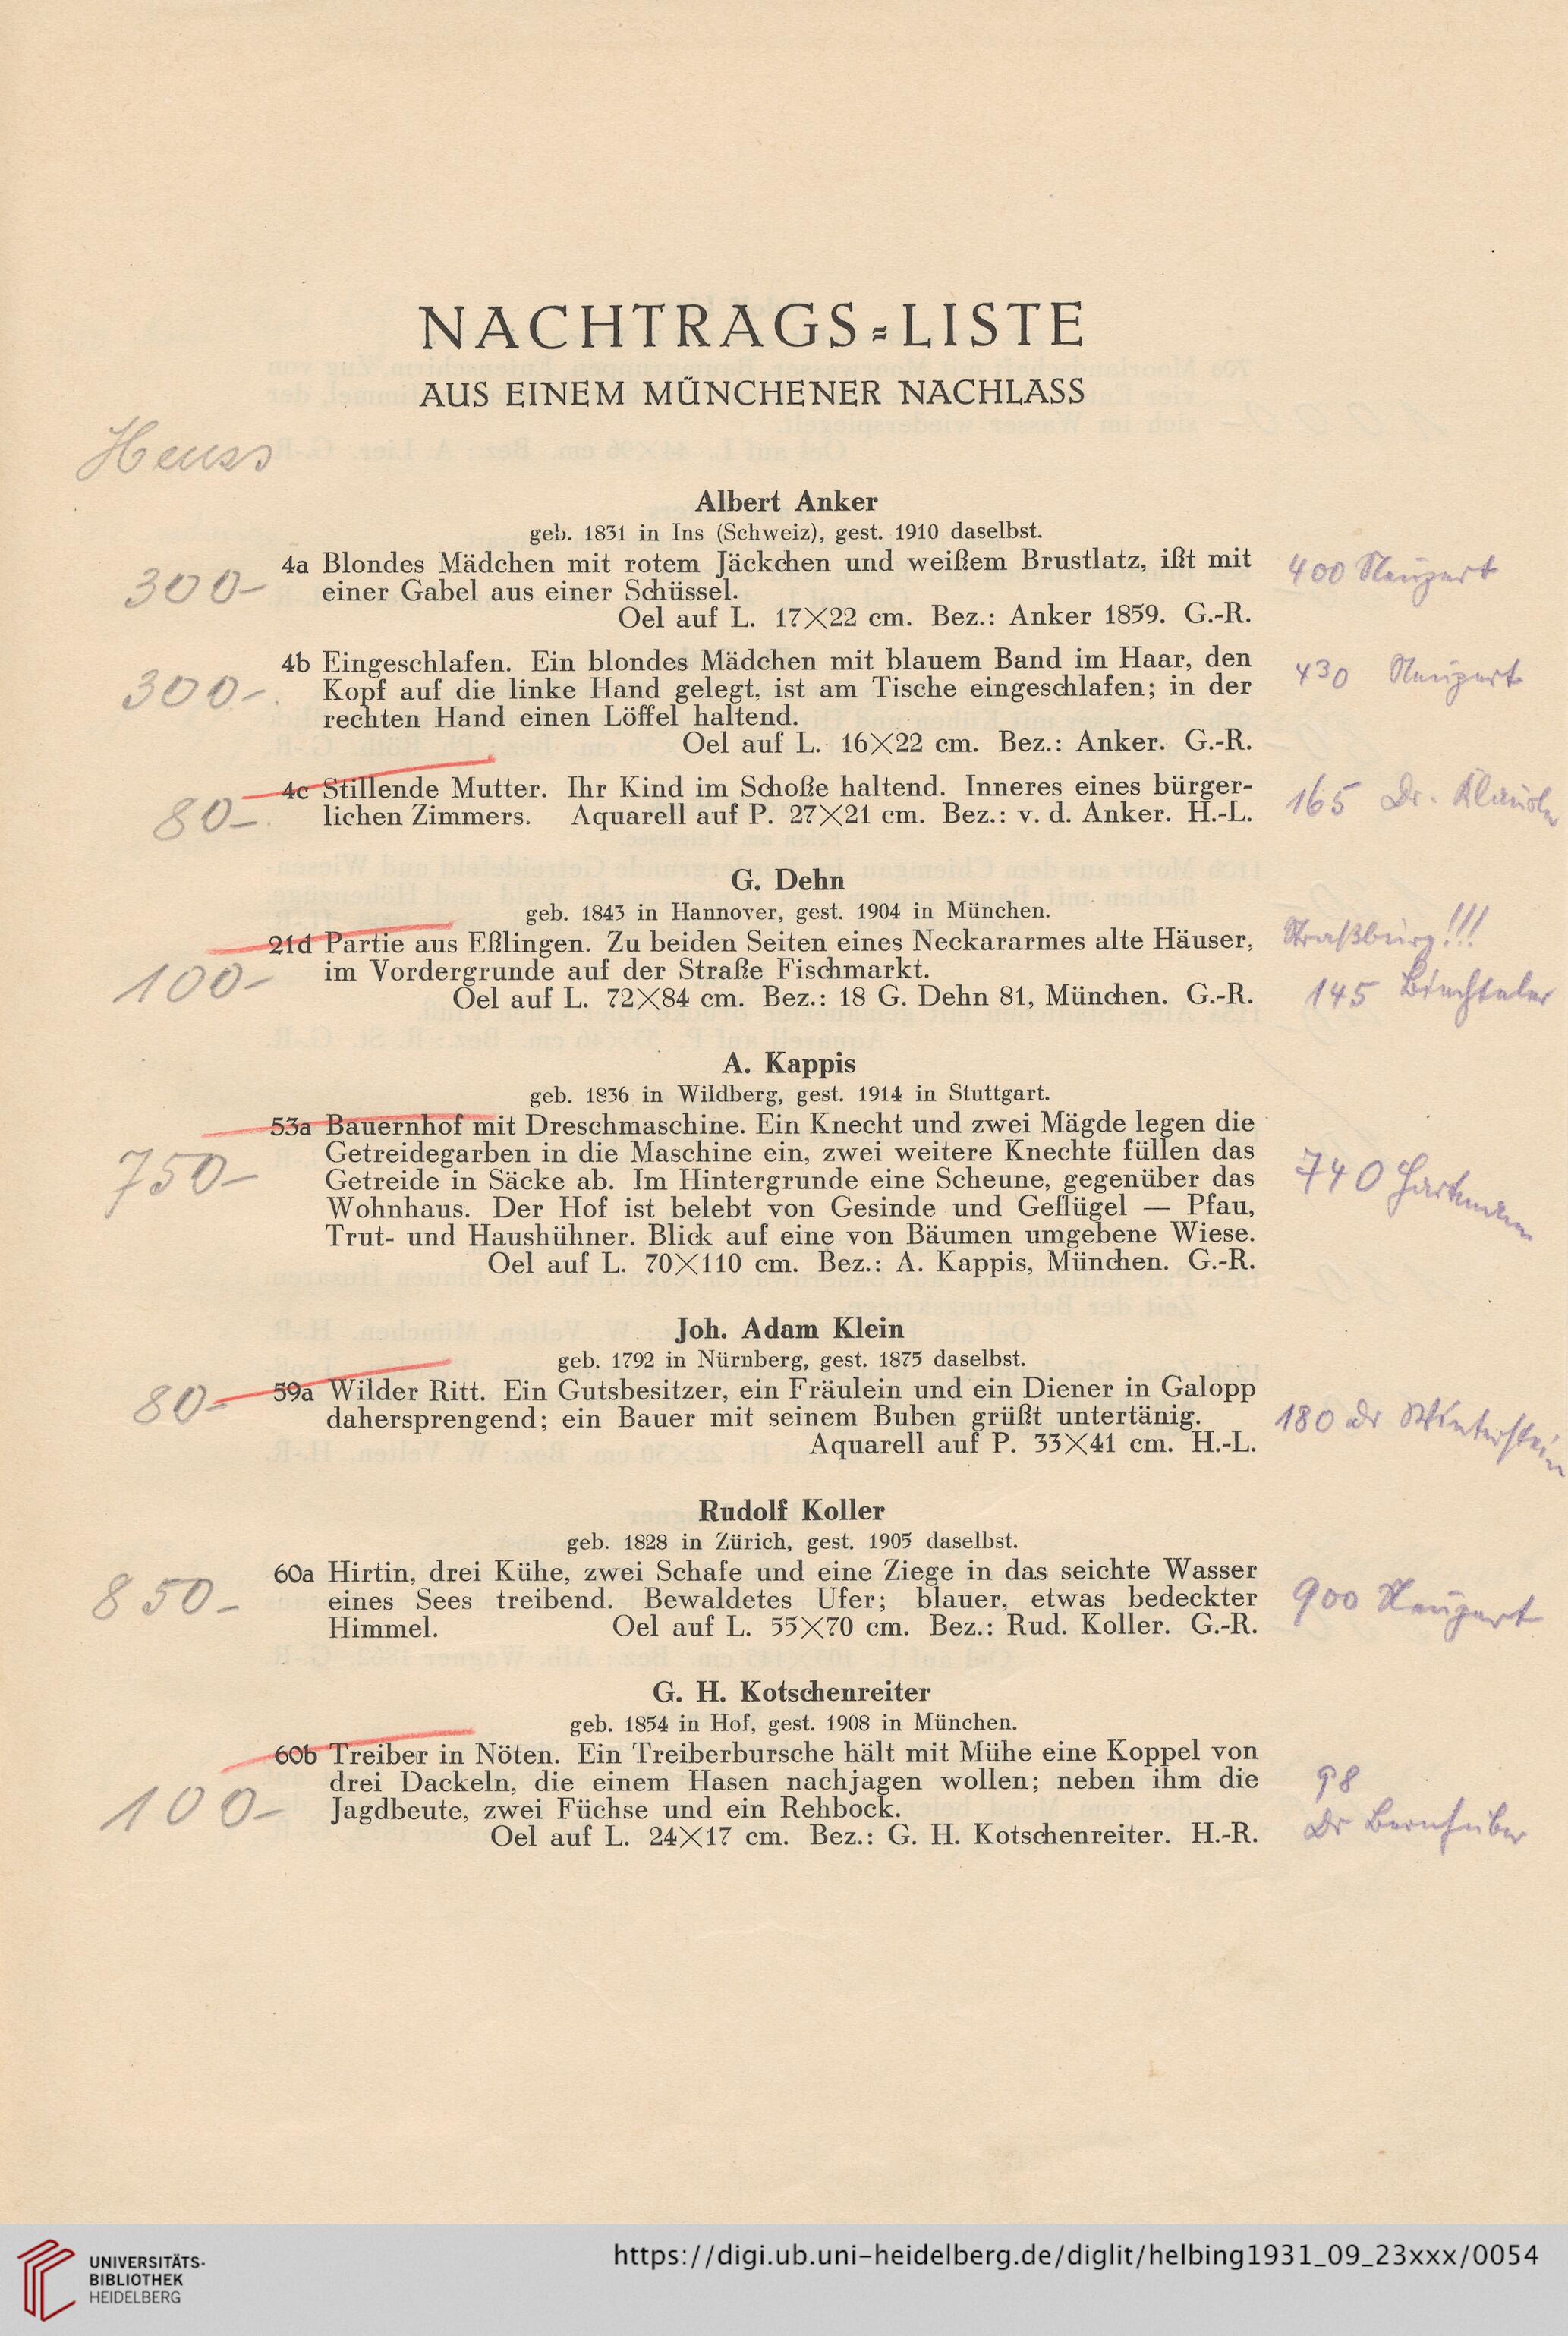 NACHTRAGS=LISTE
AUS EINEM MÜNCHENER NACHLASS
Heuss
Albert Anker
geb. 1831 in Ins (Schweiz), gest. 1910 daselbst.
300-
4a Blondes Mädchen mit rotem Jäckchen und weißem Brustlatz, ißt mit
einer Gabel aus einer Schüssel.
Oel auf L. 17×22 cm. Bez.: Anker 1859. G.-R.
400 Neupert
300-
4b Eingeschlafen. Ein blondes Mädchen mit blauem Band im Haar, den
Kopf auf die linke Hand gelegt, ist am Tische eingeschlafen; in der
rechten Hand einen Löffel haltend.
Oel auf L. 16×22 cm. Bez.: Anker. G.-R.
430 Neupert
80-
4c Stillende Mutter. Ihr Kind im Schoße haltend. Inneres eines bürger-
lichen Zimmers. Aquarell auf P. 27×21 cm. Bez.: v. d. Anker. H.-L.
165 Dr.
G. Dehn
geb. 1843 in Hannover, gest. 1904 in München.
100-
21d Partie aus Eßlingen. Zu beiden Seiten eines Neckararmes alte Häuser,
im Vordergrunde auf der Straße Fischmarkt.
Oel auf L. 72×84 cm. Bez.: 18 G. Dehn 81, München. G.-R.
Straßburg!!!
145
A. Kappis
geb. 1836 in Wildberg, gest. 1914 in Stuttgart.
750-
53a Bauernhof mit Dreschmaschine. Ein Knecht und zwei Mägde legen die
Getreidegarben in die Maschine ein, zwei weitere Knechte füllen das
Getreide in Säcke ab. Im Hintergrunde eine Scheune, gegenüber das
Wohnhaus. Der Hof ist belebt von Gesinde und Geflügel — Pfau,
Trut- und Haushühner. Blick auf eine von Bäumen umgebene Wiese.
Oel auf L. 70×110 cm. Bez.: A. Kappis, München. G.-R.
740 Hartmann
Joh. Adam Klein
geb. 1792 in Nürnberg, gest. 1875 daselbst.
80-
59a Wilder Ritt. Ein Gutsbesitzer, ein Fräulein und ein Diener in Galopp
dahersprengend; ein Bauer mit seinem Buben grüßt untertänig.
Aquarell auf P. 33×41 cm. H.-L.
180 Dr Winterstein
Rudolf Koller
geb. 1828 in Zürich, gest. 1905 daselbst.
850-
60a Hirtin, drei Kühe, zwei Schafe und eine Ziege in das seichte Wasser
eines Sees treibend. Bewaldetes Ufer; blauer, etwas bedeckter
Himmel. Oel auf L. 55×70 cm. Bez.: Rud. Koller. G.-R.
900 Neupert
G. H. Kotschenreiter
geb. 1854 in Hof, gest. 1908 in München.
100-
60b Treiber in Nöten. Ein Treiberbursche hält mit Mühe eine Koppel von
drei Dackeln, die einem Hasen nachjagen wollen; neben ihm die
Jagdbeute, zwei Füchse und ein Rehbock.
Oel auf L. 24×17 cm. Bez.: G. H. Kotschenreiter. H.-R.
98
Dr
UNIVERSITÄTS-
BIBLIOTHEK
HEIDELBERG
https://digi.ub.uni-heidelberg.de/diglit/helbing1931_09_23xxx/0054